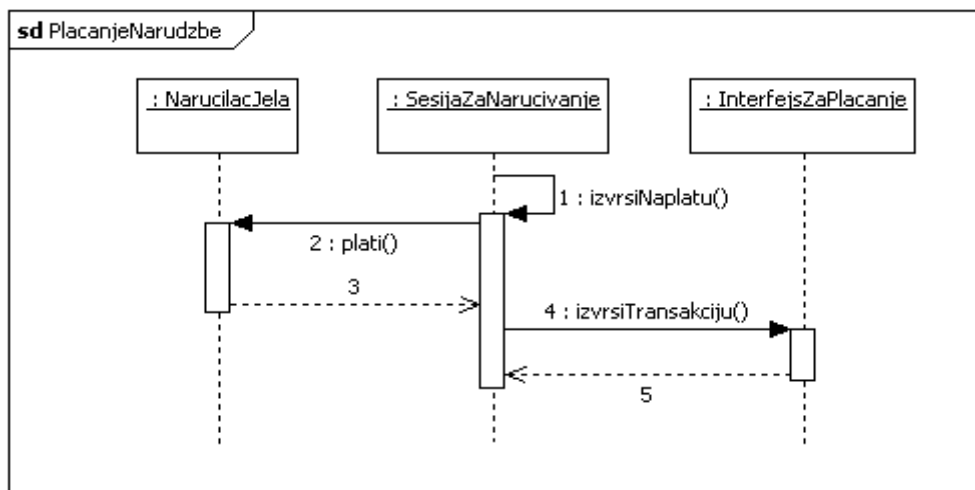 sd PlacanjeNarudzbe
: NarucilacJela
: SesijaZaNarucivanje
: InterfejsZaPlacanje
1 : izvrsiNaplatu()
2 : plati()
3
4 : izvrsiTransakciju()
5